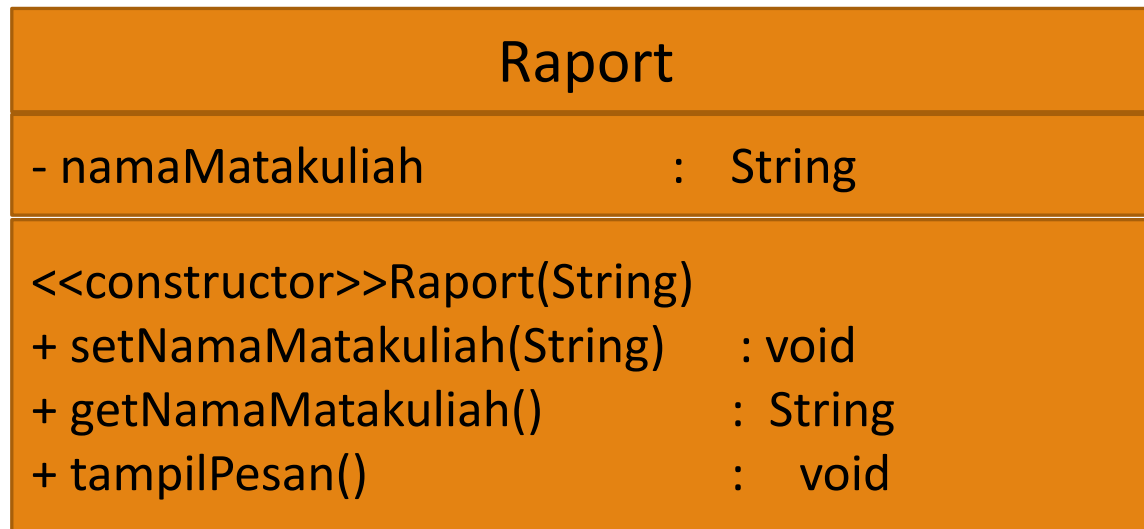 Raport
- namaMatakuliah : String
<<constructor>>Raport(String)
+ setNamaMatakuliah(String) : void
+ getNamaMatakuliah() : String
+ tampilPesan() : void